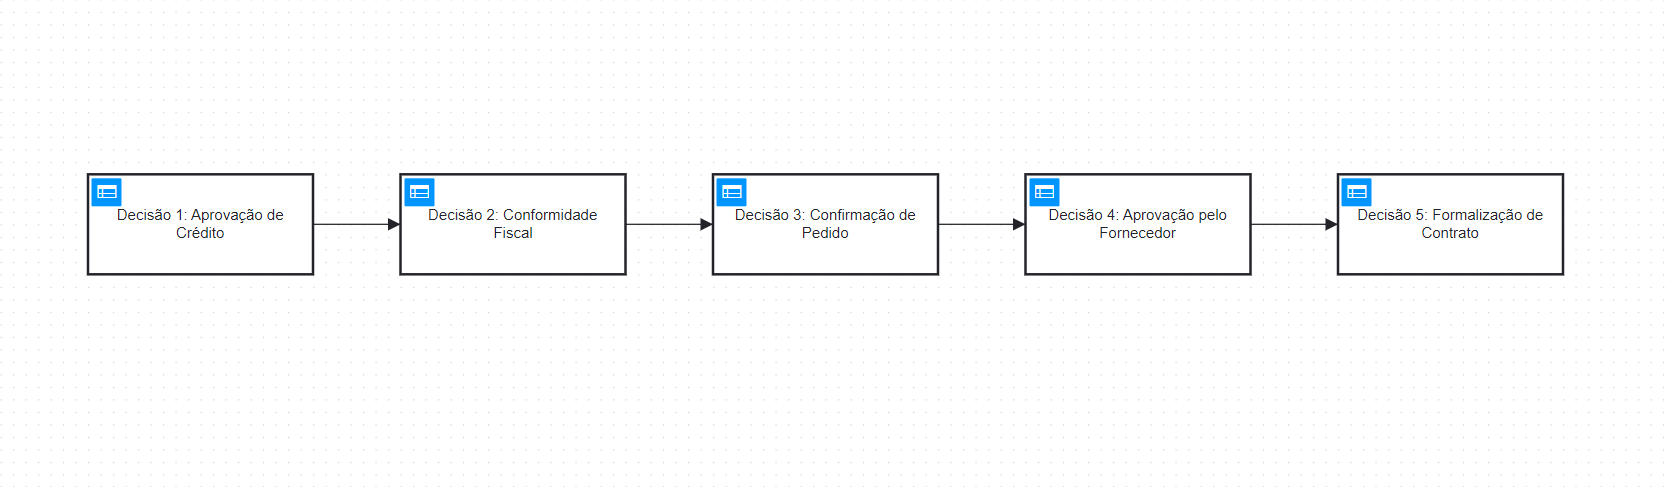 Decisão 1: Aprovação de
Crédito
Decisão 2: Conformidade
Fiscal
Decisão 3: Confirmação de
Pedido
Decisão 4: Aprovação pelo
Fornecedor
Decisão 5: Formalização de
Contrato